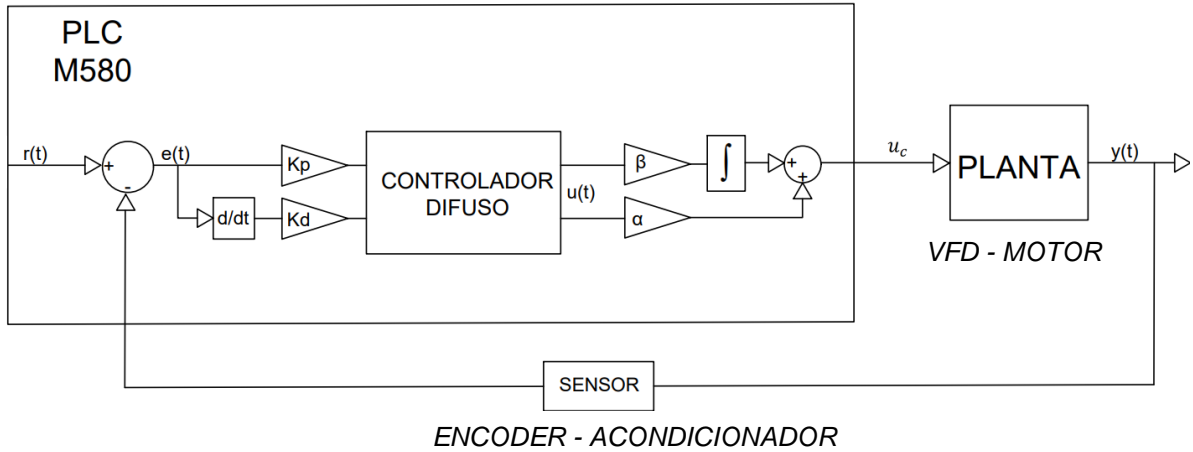 PLC
M580
r(t)
+
-
e(t)
Kp
d/dt
Kd
CONTROLADOR
DIFUSO
u(t)
β
∫
α
+
+
u_c
PLANTA
y(t)
VFD - MOTOR
SENSOR
ENCODER - ACONDICIONADOR